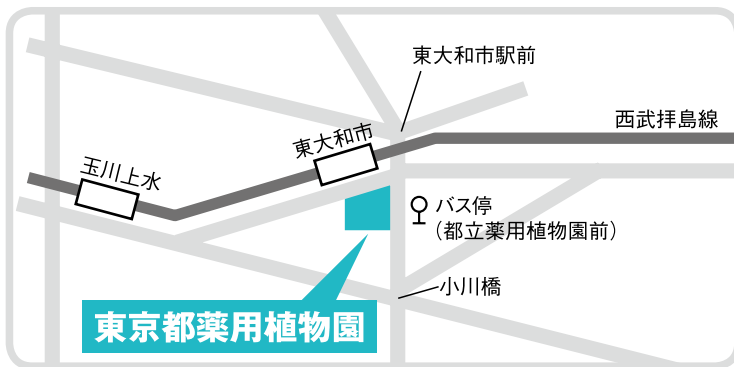 東大和市駅前
西武拝島線
東大和市
玉川上水
バス停
（都立薬用植物園前）
小川橋
東京都薬用植物園